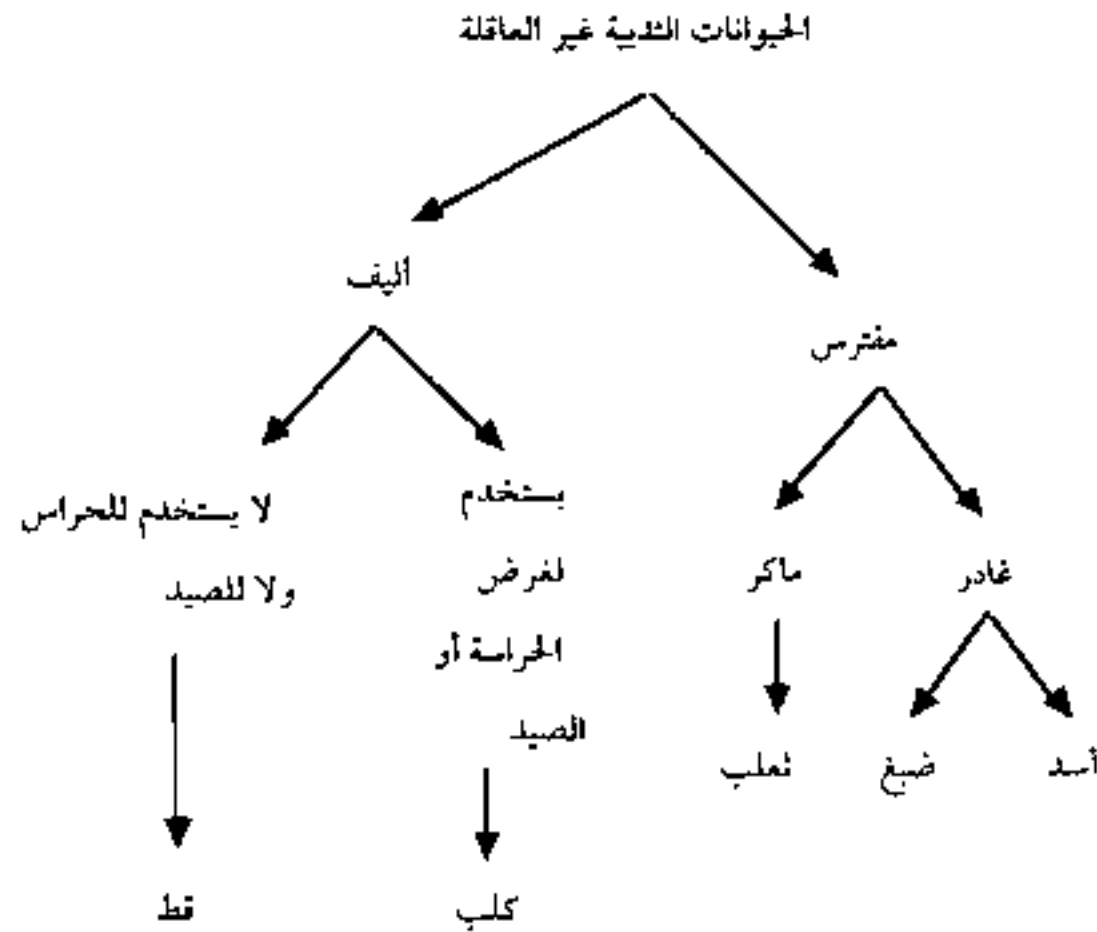 الحيوانات الثديية غير العاقلة
أليف
مفترس
يستخدم
لا يستخدم للحراس
لغرض
ولا للصيد
الحراسة أو
الصيد
غادر
ماكر
أسد
ضبغ
ثعلب
كلب
قط